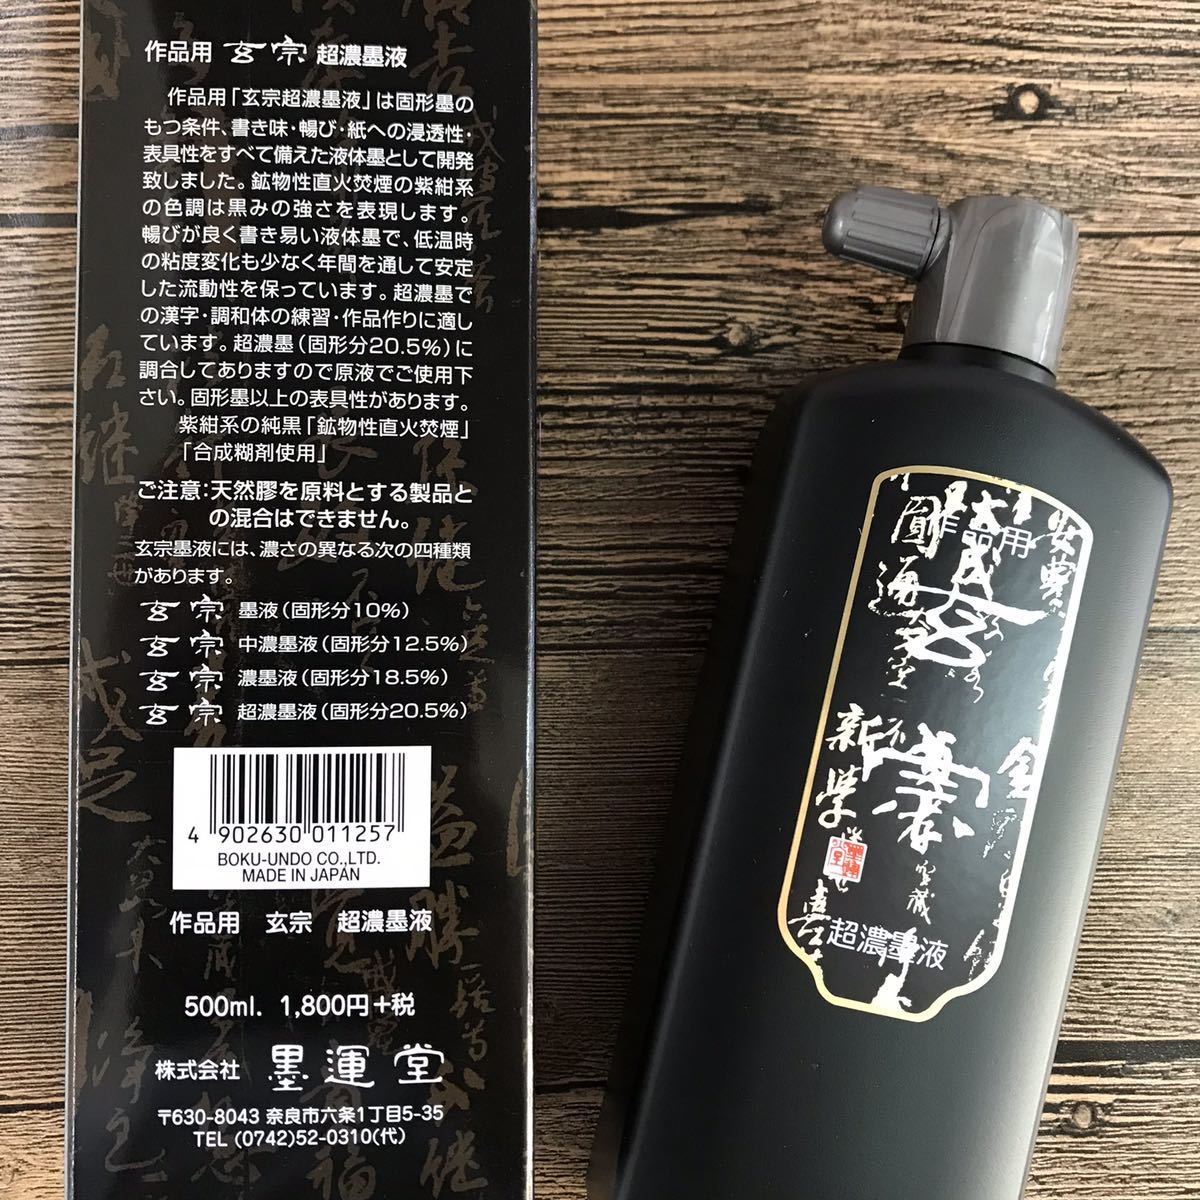 作品用 玄宗 超濃墨液
作品用「玄宗超濃墨液」は固形墨の
もつ条件、書き味・暢び・紙への浸透性・
表具性をすべて備えた液体墨として開発
致しました。鉱物性直火焚煙の紫紺系
の色調は黒みの強さを表現します。
暢びが良く書き易い液体墨で、低温時
の粘度変化も少なく年間を通して安定
した流動性を保っています。超濃墨で
の漢字・調和体の練習・作品作りに適し
ています。超濃墨(固形分20.5%)に
調合してありますので原液でご使用下
さい。固形墨以上の表具性があります。
紫紺系の純黒「鉱物性直火焚煙」
「合成糊剤使用」
ご注意:天然膠を原料とする製品と
の混合はできません。
玄宗墨液には、濃さの異なる次の四種類
があります。
玄宗 墨液(固形分10%)
玄宗 中濃墨液(固形分12.5%)
玄宗 濃墨液(固形分18.5%)
玄宗 超濃墨液(固形分20.5%)
4 902630 011257
BOKU-UNDO CO.,LTD.
MADE IN JAPAN
作品用 玄宗 超濃墨液
500ml. 1,800円+税
株式会社 墨運堂
〒630-8043 奈良市六条1丁目5-35
TEL (0742)52-0310(代)
作品用
玄宗
超濃墨液